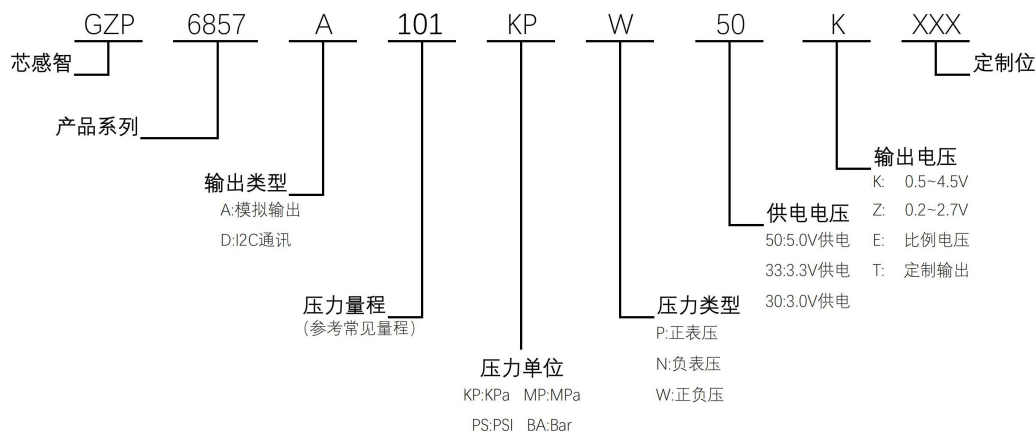 GZP 6857 A 101 KP W 50 K XXX
芯感智
定制位
产品系列
输出类型
A:模拟输出
D:I2C通讯
输出电压
K: 0.5~4.5V
Z: 0.2~2.7V
E: 比例电压
T: 定制输出
供电电压
50:5.0V供电
33:3.3V供电
30:3.0V供电
压力量程
(参考常见量程)
压力类型
P:正表压
N:负表压
W:正负压
压力单位
KP:KPa MP:MPa
PS:PSI BA:Bar